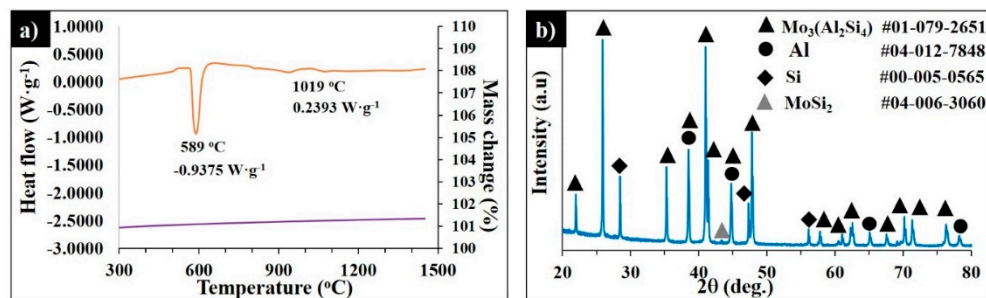 a)
Heat flow (W·g⁻¹)
1.0000
0.5000
0.0000
-0.5000
-1.0000
-1.5000
-2.0000
-2.5000
-3.0000
589 °C
-0.9375 W·g⁻¹
1019 °C
0.2393 W·g⁻¹
110
109
108
107
106
105
104
103
102
101
100
Mass change (%)
300 600 900 1200 1500
Temperature (°C)
b)
Intensity (a.u)
Mo₃(Al₂Si₄) #01-079-2651
Al #04-012-7848
Si #00-005-0565
MoSi₂ #04-006-3060
20 30 40 50 60 70 80
2θ (deg.)